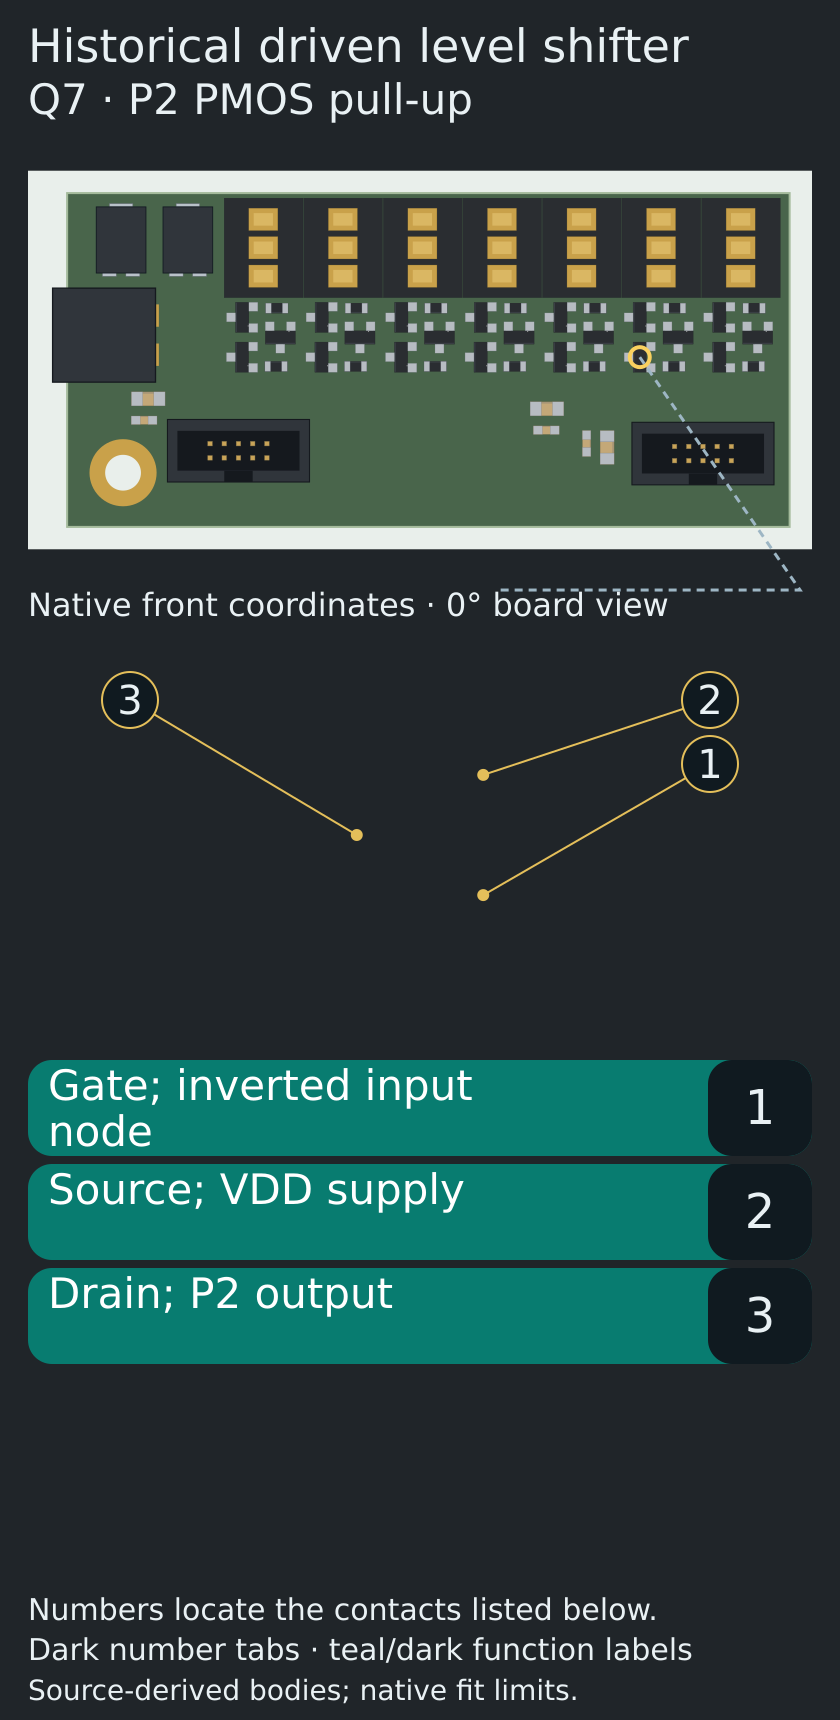 Historical driven level shifter
Q7 · P2 PMOS pull-up
Native front coordinates · 0° board view
3
2
1
Gate; inverted input
node
1
Source; VDD supply
2
Drain; P2 output
3
Numbers locate the contacts listed below.
Dark number tabs · teal/dark function labels
Source-derived bodies; native fit limits.